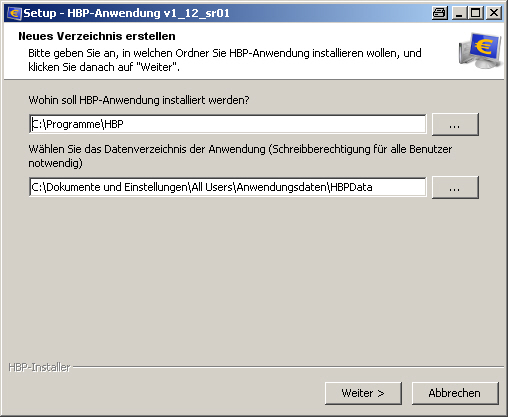 Setup - HBP-Anwendung v1_12_sr01
Neues Verzeichnis erstellen
Bitte geben Sie an, in welchen Ordner Sie HBP-Anwendung installieren wollen, und
klicken Sie danach auf "Weiter".
Wohin soll HBP-Anwendung installiert werden?
C:\Programme\HBP
...
Wählen Sie das Datenverzeichnis der Anwendung (Schreibberechtigung für alle Benutzer
notwendig)
C:\Dokumente und Einstellungen\All Users\Anwendungsdaten\HBPData
...
HBP-Installer
Weiter >
Abbrechen